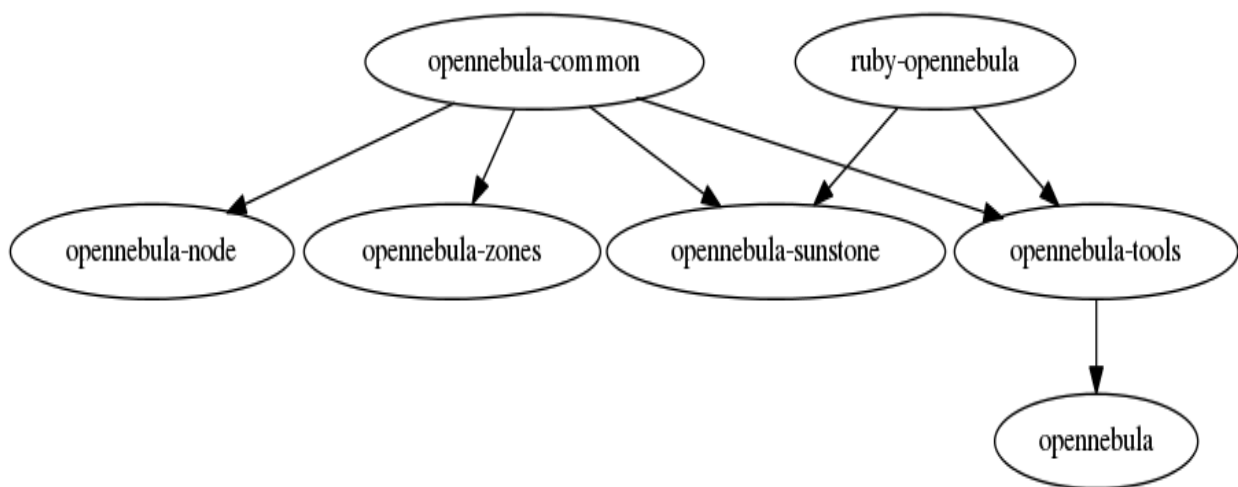 opennebula-common
ruby-opennebula
opennebula-node
opennebula-zones
opennebula-sunstone
opennebula-tools
opennebula